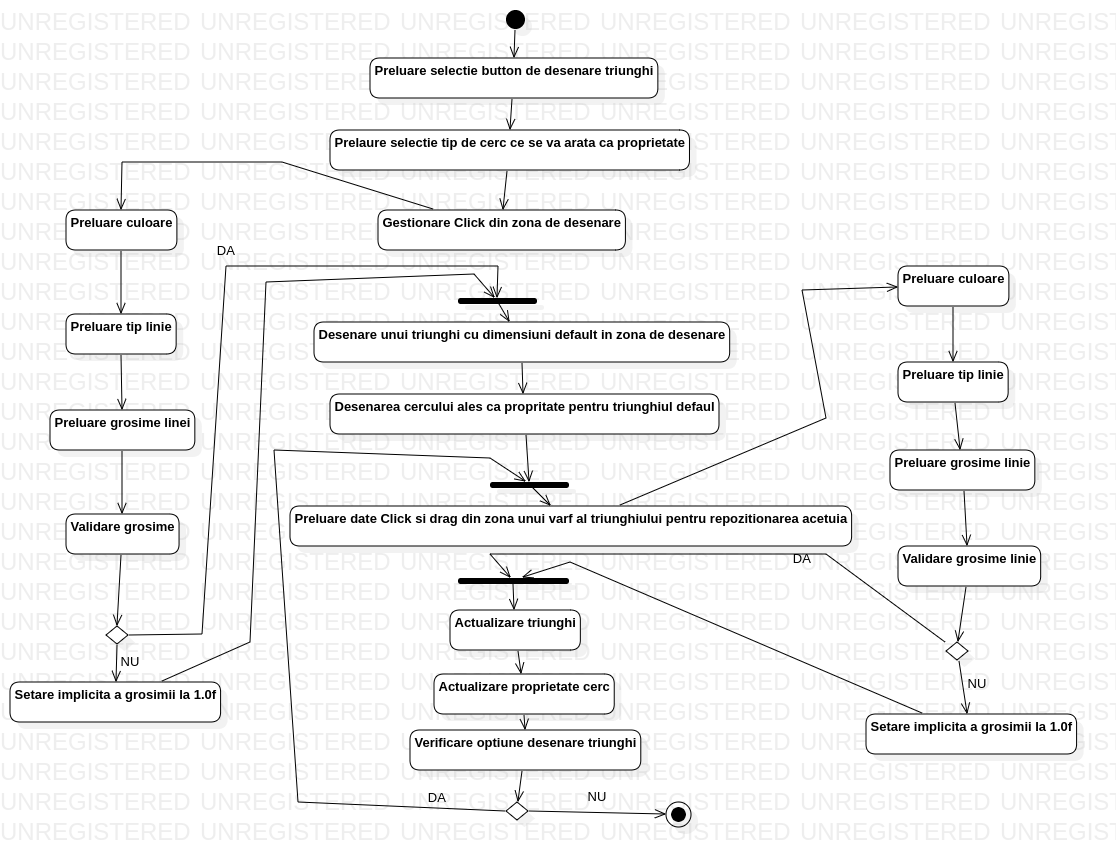 Preluare selectie button de desenare triunghi
Prelaure selectie tip de cerc ce se va arata ca proprietate
Gestionare Click din zona de desenare
Preluare culoare
DA
Preluare tip linie
Preluare grosime linei
Validare grosime
NU
Setare implicita a grosimii la 1.0f
Desenare unui triunghi cu dimensiuni default in zona de desenare
Desenarea cercului ales ca propritate pentru triunghiul defaul
Preluare date Click si drag din zona unui varf al triunghiului pentru repozitionarea acetuia
Preluare culoare
Preluare tip linie
Preluare grosime linie
Validare grosime linie
DA
NU
Setare implicita a grosimii la 1.0f
Actualizare triunghi
Actualizare proprietate cerc
Verificare optiune desenare triunghi
DA
NU
UNREGISTERED